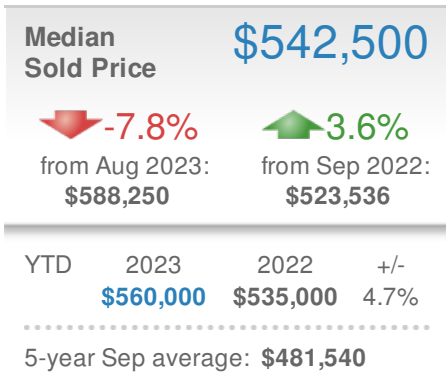 Median
Sold Price
$542,500
-7.8%
from Aug 2023:
$588,250
3.6%
from Sep 2022:
$523,536
YTD 2023 2022 +/-
$560,000 $535,000 4.7%
5-year Sep average: $481,540